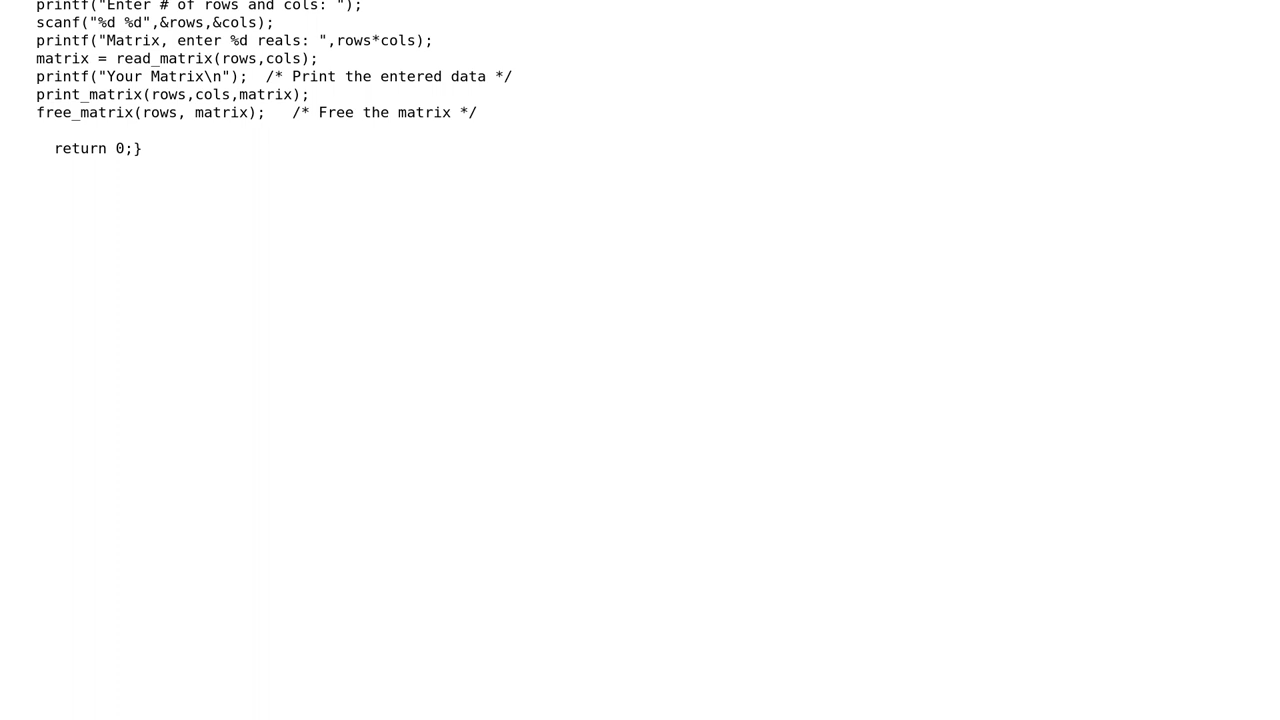 printf("Enter # of rows and cols: ");
scanf("%d %d",&rows,&cols);
printf("Matrix, enter %d reals: ",rows*cols);
matrix = read_matrix(rows,cols);
printf("Your Matrix\n");  /* Print the entered data */
print_matrix(rows,cols,matrix);
free_matrix(rows, matrix);   /* Free the matrix */
return 0;}